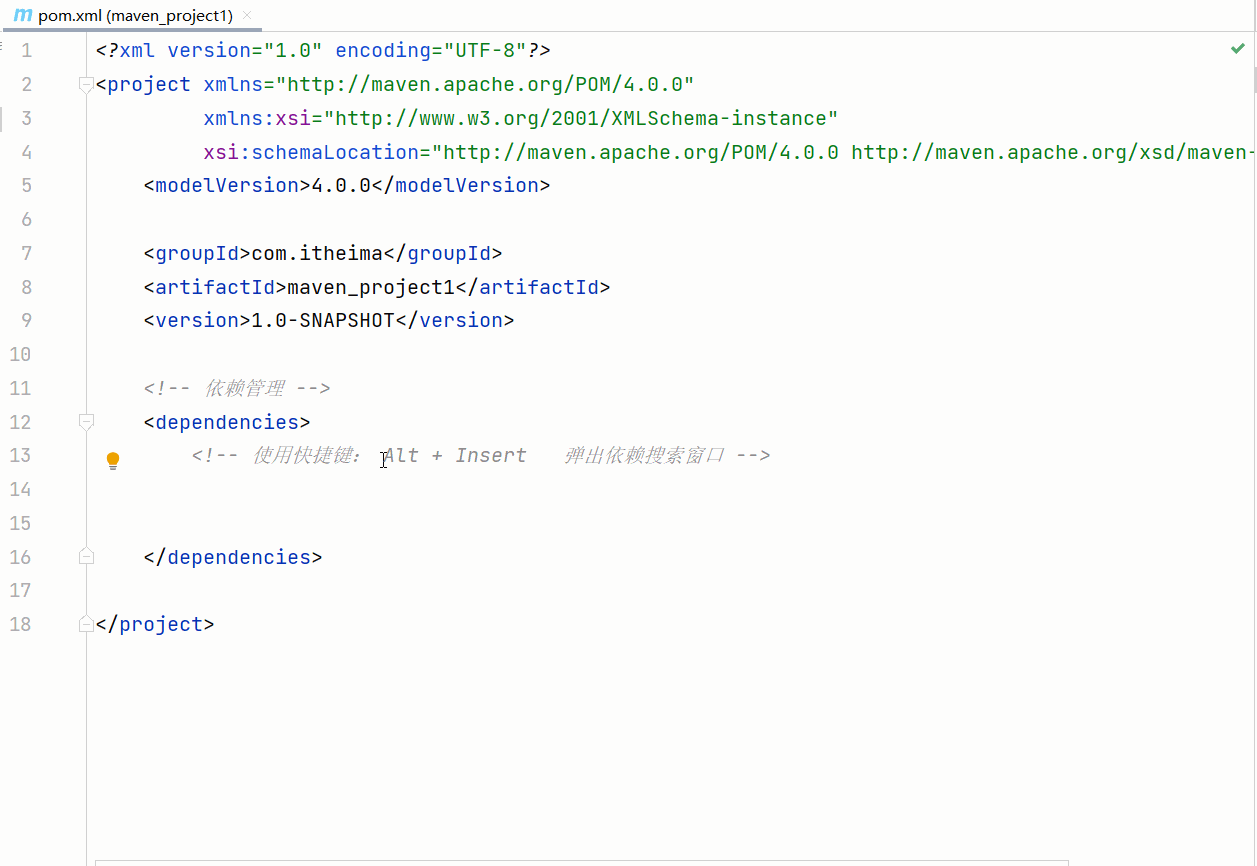 m pom.xml (maven_project1) ×
1 <?xml version="1.0" encoding="UTF-8"?>
2 <project xmlns="http://maven.apache.org/POM/4.0.0"
3 xmlns:xsi="http://www.w3.org/2001/XMLSchema-instance"
4 xsi:schemaLocation="http://maven.apache.org/POM/4.0.0 http://maven.apache.org/xsd/maven-
5 <modelVersion>4.0.0</modelVersion>
6
7 <groupId>com.itheima</groupId>
8 <artifactId>maven_project1</artifactId>
9 <version>1.0-SNAPSHOT</version>
10
11 <!-- 依赖管理 -->
12 <dependencies>
13 <!-- 使用快捷键： Alt + Insert 弹出依赖搜索窗口 -->
14
15
16 </dependencies>
17
18 </project>